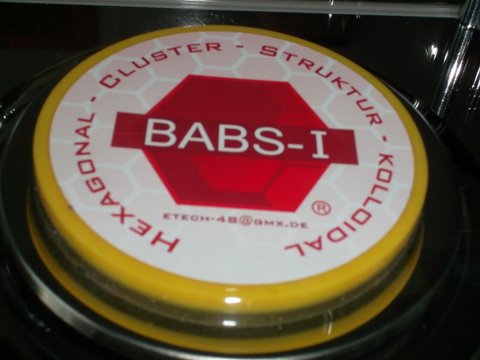 HEXAGONAL - CLUSTER - STRUKTUR - KOLLOIDAL
BABS-I
ETECH-48@GMX.DE
®